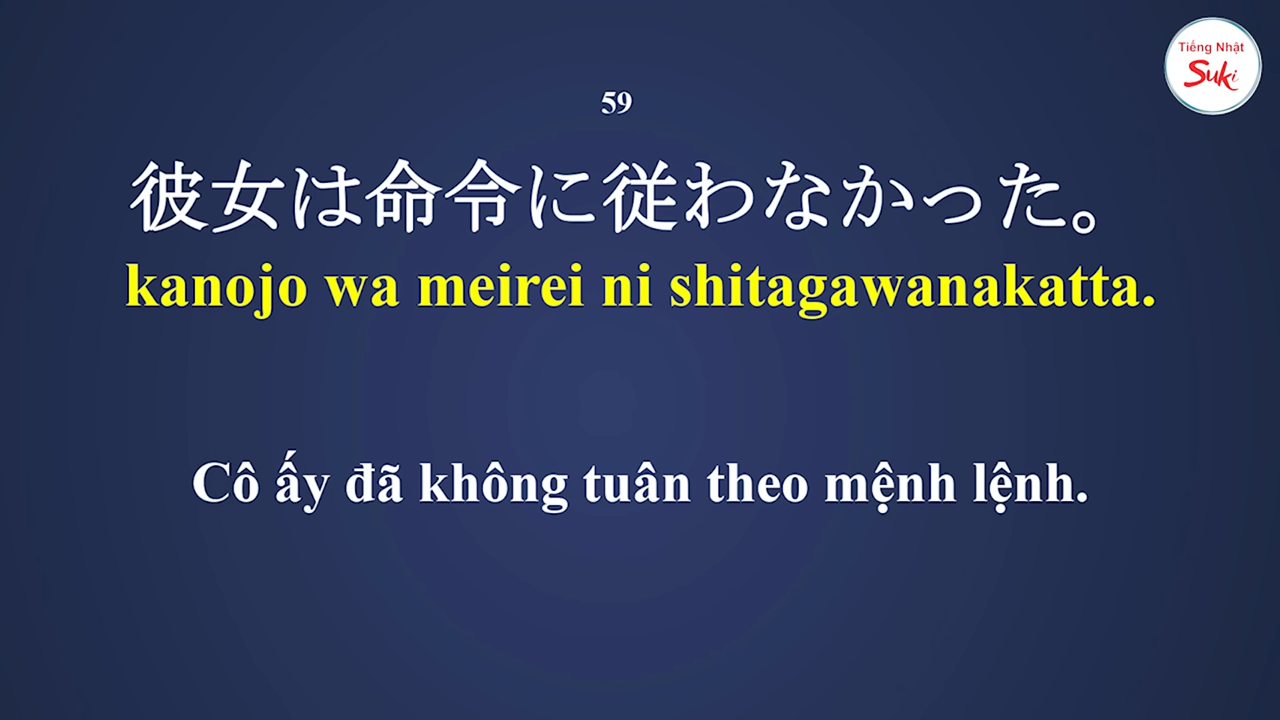 Tiếng Nhật
Suki
59
彼女は命令に従わなかった。
kanojo wa meirei ni shitagawanakatta.
Cô ấy đã không tuân theo mệnh lệnh.